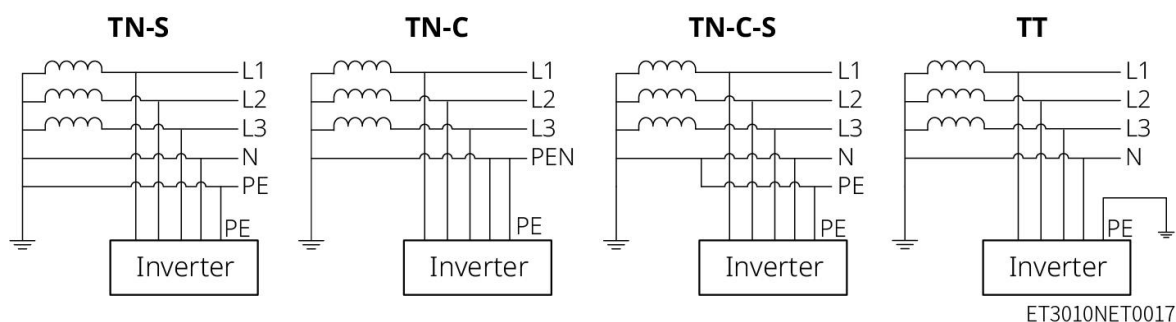 TN-S
TN-C
TN-C-S
TT
L1
L2
L3
N
PE
PE
Inverter
L1
L2
L3
PEN
PE
Inverter
L1
L2
L3
N
PE
PE
Inverter
L1
L2
L3
N
PE
Inverter
ET3010NET0017